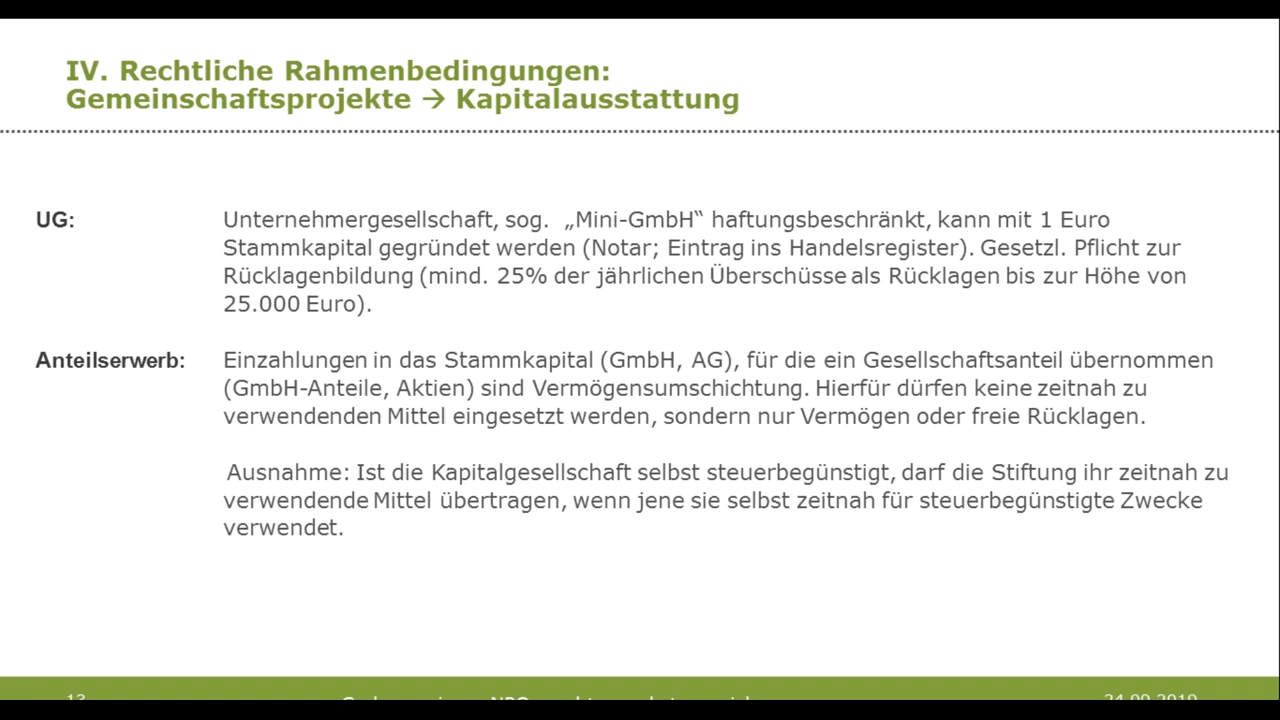 IV. Rechtliche Rahmenbedingungen:
Gemeinschaftsprojekte → Kapitalausstattung
UG: Unternehmergesellschaft, sog. „Mini-GmbH“ haftungsbeschränkt, kann mit 1 Euro
Stammkapital gegründet werden (Notar; Eintrag ins Handelsregister). Gesetzl. Pflicht zur
Rücklagenbildung (mind. 25% der jährlichen Überschüsse als Rücklagen bis zur Höhe von
25.000 Euro).
Anteilserwerb: Einzahlungen in das Stammkapital (GmbH, AG), für die ein Gesellschaftsanteil übernommen
(GmbH-Anteile, Aktien) sind Vermögensumschichtung. Hierfür dürfen keine zeitnah zu
verwendenden Mittel eingesetzt werden, sondern nur Vermögen oder freie Rücklagen.
Ausnahme: Ist die Kapitalgesellschaft selbst steuerbegünstigt, darf die Stiftung ihr zeitnah zu
verwendende Mittel übertragen, wenn jene sie selbst zeitnah für steuerbegünstigte Zwecke
verwendet.
13 24.09.2019